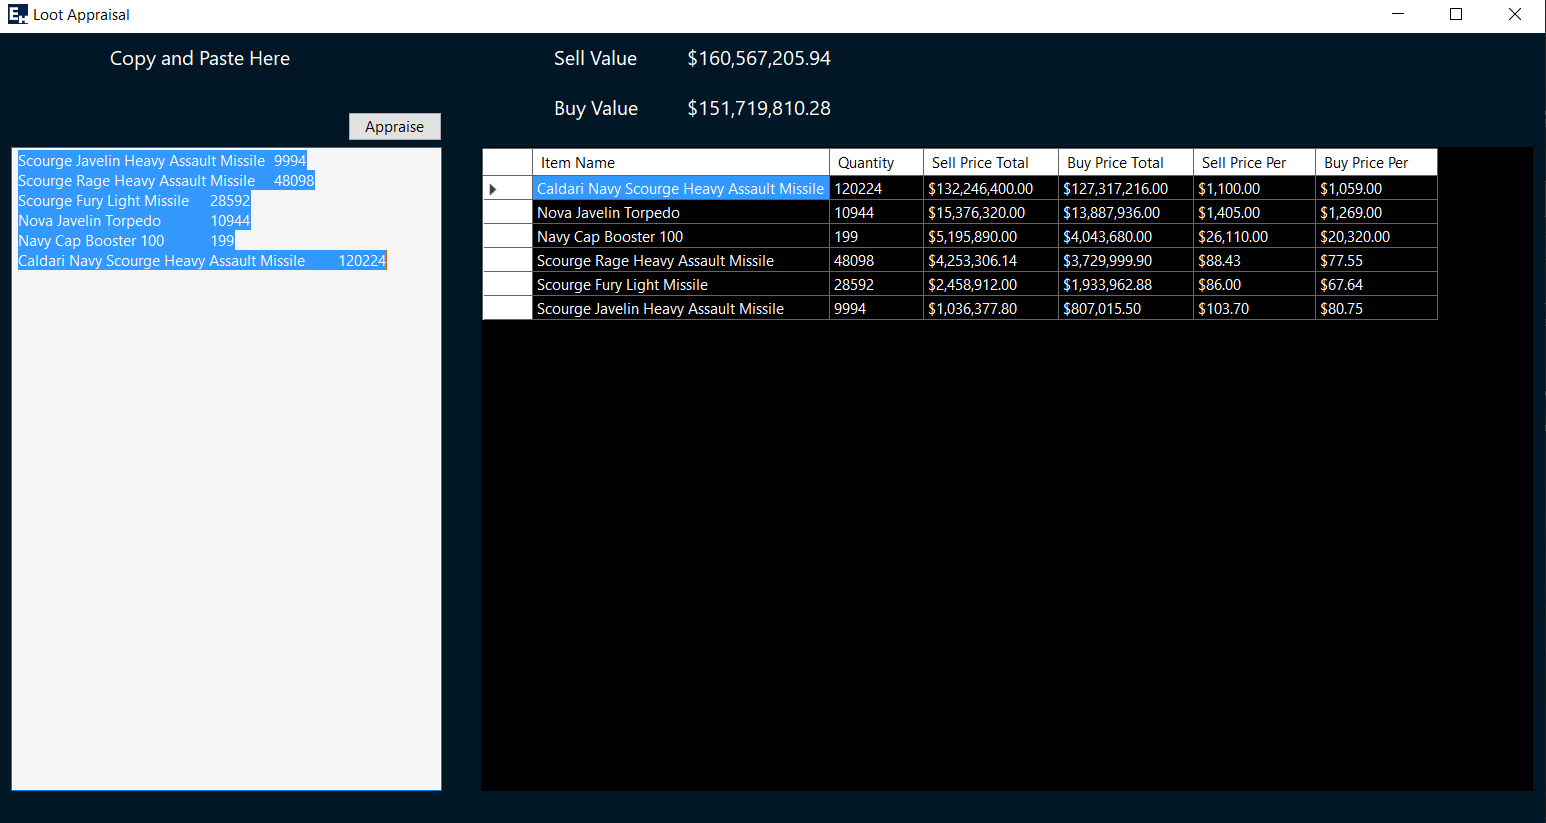 EH Loot Appraisal
Copy and Paste Here
Sell Value $160,567,205.94
Buy Value $151,719,810.28
Appraise
Scourge Javelin Heavy Assault Missile 9994
Scourge Rage Heavy Assault Missile 48098
Scourge Fury Light Missile 28592
Nova Javelin Torpedo 10944
Navy Cap Booster 100 199
Caldari Navy Scourge Heavy Assault Missile 120224
Item Name Quantity Sell Price Total Buy Price Total Sell Price Per Buy Price Per
Caldari Navy Scourge Heavy Assault Missile 120224 $132,246,400.00 $127,317,216.00 $1,100.00 $1,059.00
Nova Javelin Torpedo 10944 $15,376,320.00 $13,887,936.00 $1,405.00 $1,269.00
Navy Cap Booster 100 199 $5,195,890.00 $4,043,680.00 $26,110.00 $20,320.00
Scourge Rage Heavy Assault Missile 48098 $4,253,306.14 $3,729,999.90 $88.43 $77.55
Scourge Fury Light Missile 28592 $2,458,912.00 $1,933,962.88 $86.00 $67.64
Scourge Javelin Heavy Assault Missile 9994 $1,036,377.80 $807,015.50 $103.70 $80.75